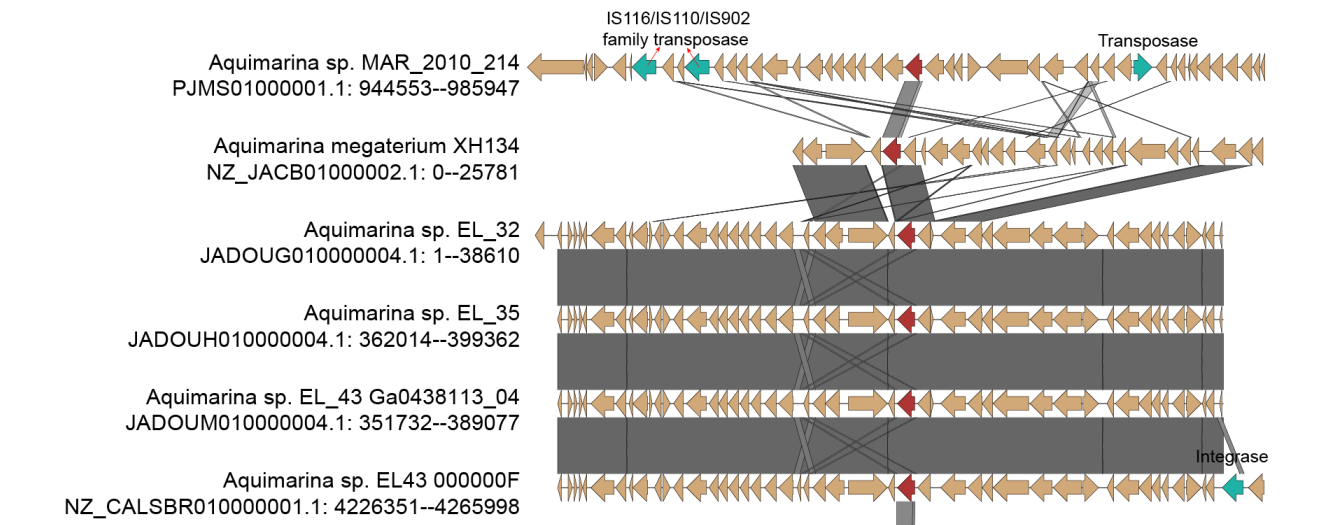 IS116/IS110/IS902
family transposase
Transposase
Aquimarina sp. MAR_2010_214
PJMS01000001.1: 944553--985947
Aquimarina megaterium XH134
NZ_JACB01000002.1: 0--25781
Aquimarina sp. EL_32
JADOUG010000004.1: 1--38610
Aquimarina sp. EL_35
JADOUH010000004.1: 362014--399362
Aquimarina sp. EL_43 Ga0438113_04
JADOUM010000004.1: 351732--389077
Integrase
Aquimarina sp. EL43 000000F
NZ_CALSBR010000001.1: 4226351--4265998